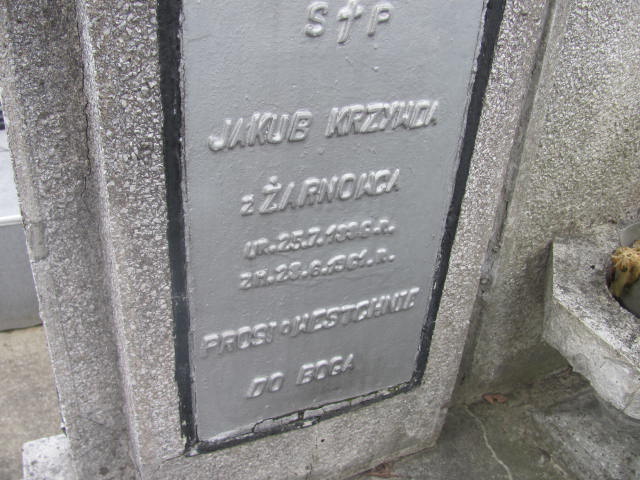 S † P
JAKUB KRZYWDA
z ŻARNOWCA
UR. 25.7.1896.R.
ZM. 28.6.1961.R.
PROSI O WESTCHNIE
DO BOGA